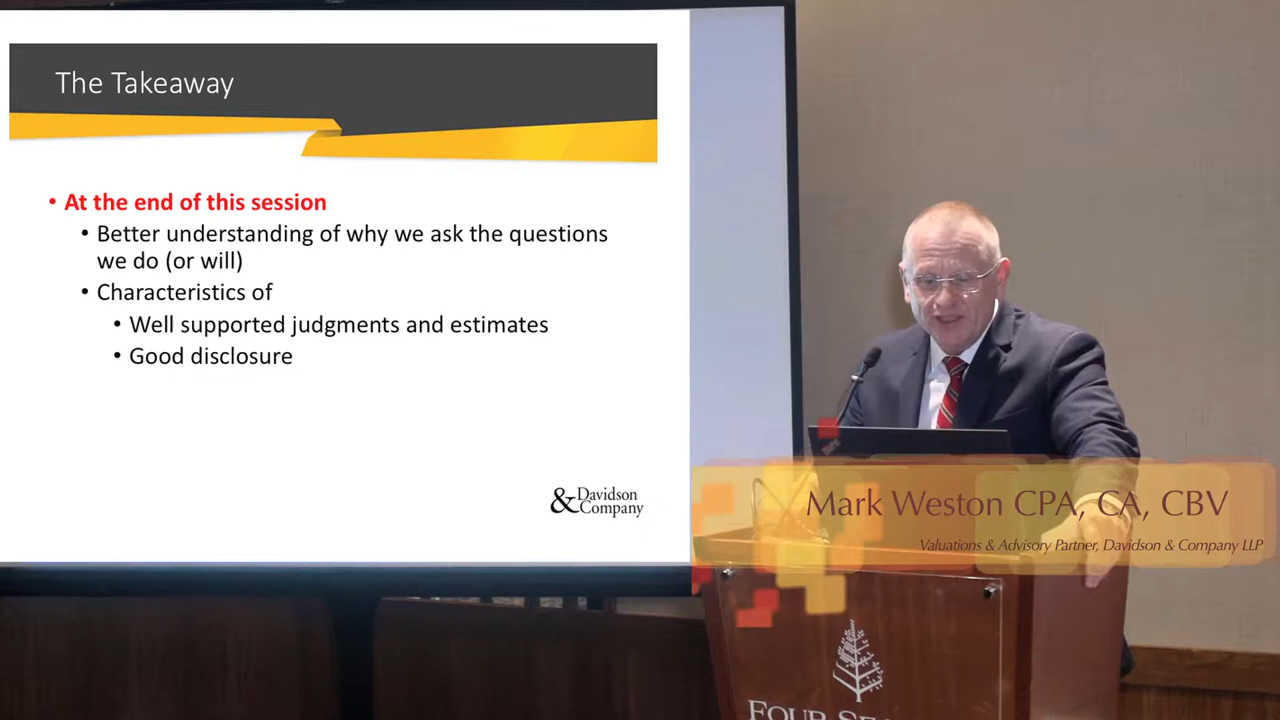 The Takeaway
• At the end of this session
• Better understanding of why we ask the questions
we do (or will)
• Characteristics of
• Well supported judgments and estimates
• Good disclosure
& Davidson
Company
Mark Weston CPA, CA, CBV
Valuations & Advisory Partner, Davidson & Company LLP
FOUR SEA